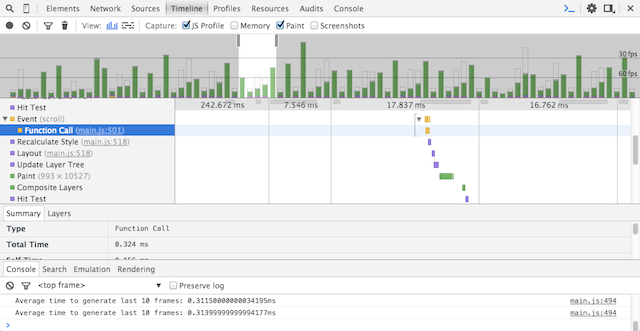 Elements Network Sources Timeline Profiles Resources Audits Console
View: Capture: JS Profile Memory Paint Screenshots
30 fps
60 fps
242.672 ms 7.546 ms 17.837 ms 16.762 ms
Hit Test
Event (scroll)
Function Call (main.js:501)
Recalculate Style (main.js:518)
Layout (main.js:518)
Update Layer Tree
Paint (993 × 10527)
Composite Layers
Hit Test
Summary Layers
Type Function Call
Total Time 0.324 ms
Console Search Emulation Rendering
<top frame> Preserve log
Average time to generate last 10 frames: 0.31150000000034195ms main.js:494
Average time to generate last 10 frames: 0.31399999999994177ms main.js:494